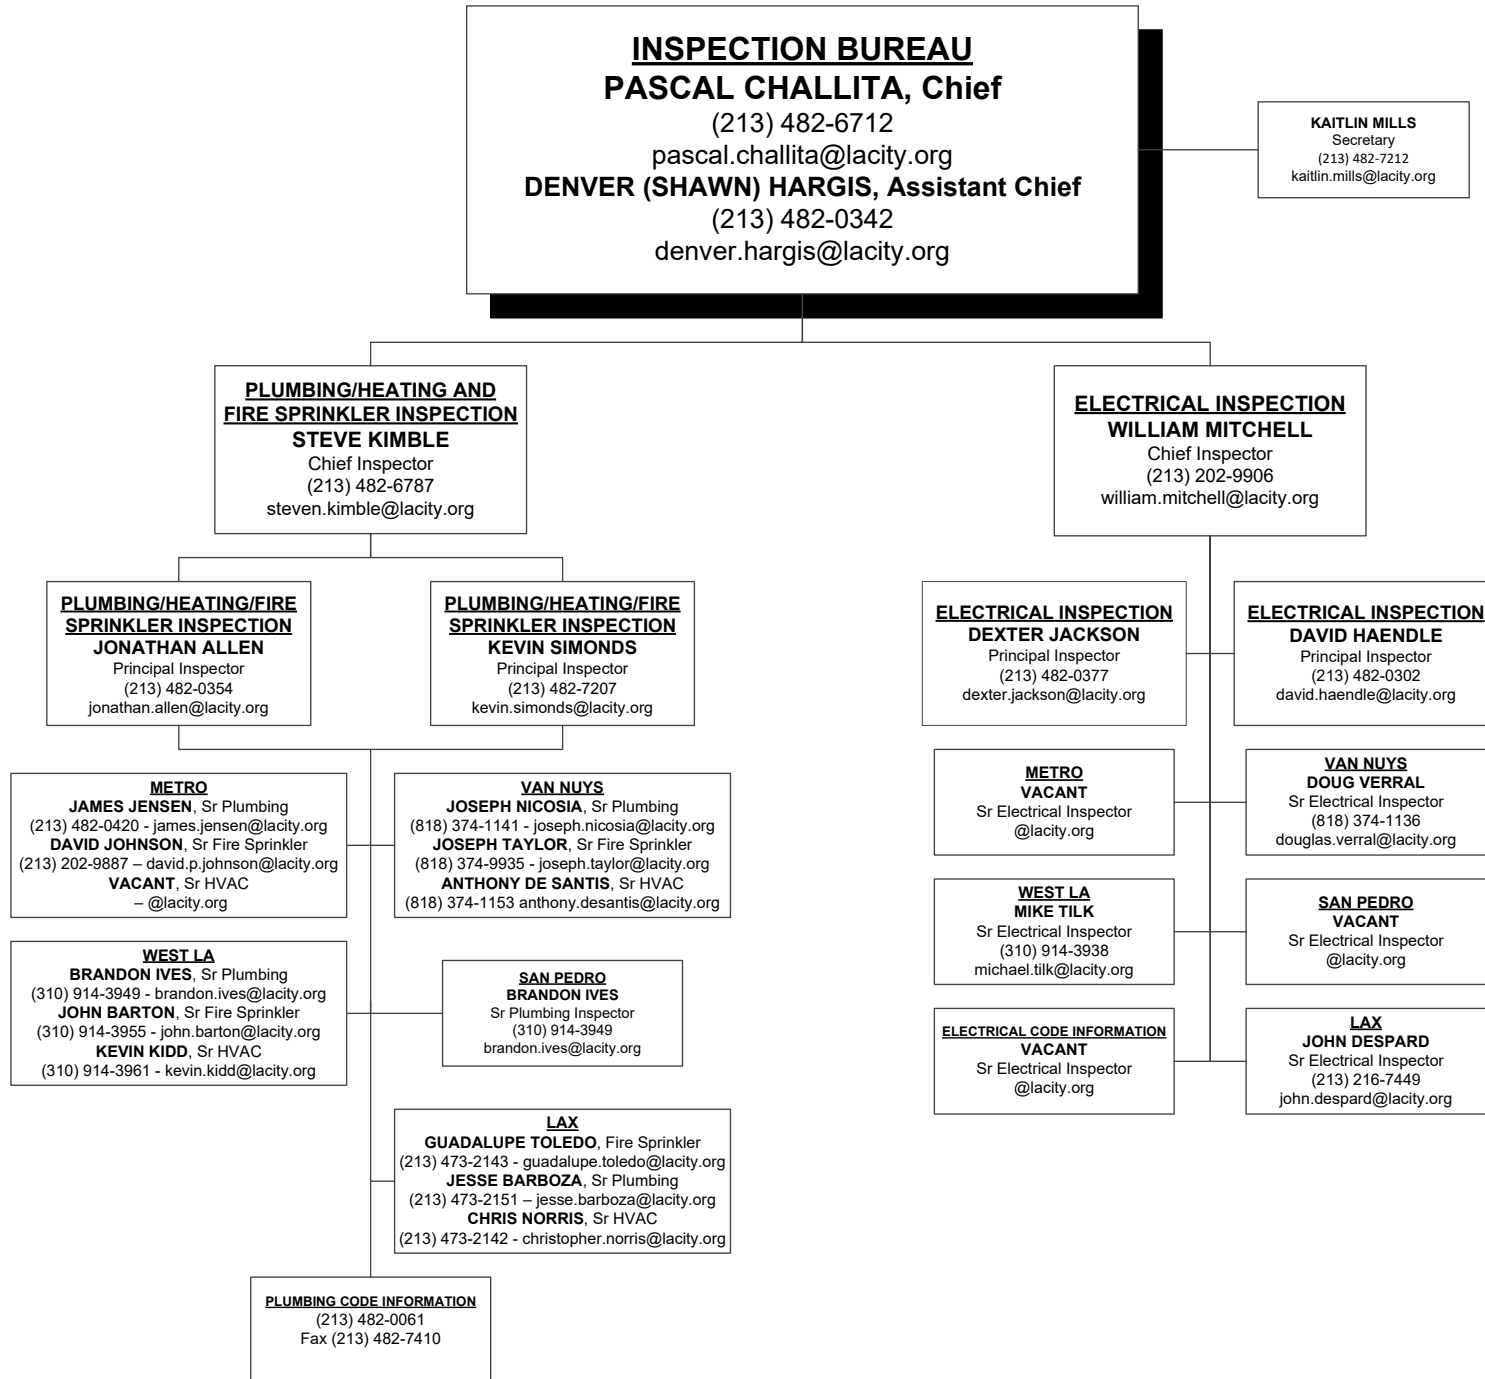 INSPECTION BUREAU
PASCAL CHALLITA, Chief
(213) 482-6712
pascal.challita@lacity.org
DENVER (SHAWN) HARGIS, Assistant Chief
(213) 482-0342
denver.hargis@lacity.org
KAITLIN MILLS
Secretary
(213) 482-7212
kaitlin.mills@lacity.org
PLUMBING/HEATING AND
FIRE SPRINKLER INSPECTION
STEVE KIMBLE
Chief Inspector
(213) 482-6787
steven.kimble@lacity.org
ELECTRICAL INSPECTION
WILLIAM MITCHELL
Chief Inspector
(213) 202-9906
william.mitchell@lacity.org
PLUMBING/HEATING/FIRE
SPRINKLER INSPECTION
JONATHAN ALLEN
Principal Inspector
(213) 482-0354
jonathan.allen@lacity.org
PLUMBING/HEATING/FIRE
SPRINKLER INSPECTION
KEVIN SIMONDS
Principal Inspector
(213) 482-7207
kevin.simonds@lacity.org
ELECTRICAL INSPECTION
DEXTER JACKSON
Principal Inspector
(213) 482-0377
dexter.jackson@lacity.org
ELECTRICAL INSPECTION
DAVID HAENDLE
Principal Inspector
(213) 482-0302
david.haendle@lacity.org
METRO
JAMES JENSEN, Sr Plumbing
(213) 482-0420 - james.jensen@lacity.org
DAVID JOHNSON, Sr Fire Sprinkler
(213) 202-9887 – david.p.johnson@lacity.org
VACANT, Sr HVAC
– @lacity.org
VAN NUYS
JOSEPH NICOSIA, Sr Plumbing
(818) 374-1141 - joseph.nicosia@lacity.org
JOSEPH TAYLOR, Sr Fire Sprinkler
(818) 374-9935 - joseph.taylor@lacity.org
ANTHONY DE SANTIS, Sr HVAC
(818) 374-1153 anthony.desantis@lacity.org
METRO
VACANT
Sr Electrical Inspector
@lacity.org
VAN NUYS
DOUG VERRAL
Sr Electrical Inspector
(818) 374-1136
douglas.verral@lacity.org
WEST LA
BRANDON IVES, Sr Plumbing
(310) 914-3949 - brandon.ives@lacity.org
JOHN BARTON, Sr Fire Sprinkler
(310) 914-3955 - john.barton@lacity.org
KEVIN KIDD, Sr HVAC
(310) 914-3961 - kevin.kidd@lacity.org
SAN PEDRO
BRANDON IVES
Sr Plumbing Inspector
(310) 914-3949
brandon.ives@lacity.org
WEST LA
MIKE TILK
Sr Electrical Inspector
(310) 914-3938
michael.tilk@lacity.org
SAN PEDRO
VACANT
Sr Electrical Inspector
@lacity.org
ELECTRICAL CODE INFORMATION
VACANT
Sr Electrical Inspector
@lacity.org
LAX
JOHN DESPARD
Sr Electrical Inspector
(213) 216-7449
john.despard@lacity.org
LAX
GUADALUPE TOLEDO, Fire Sprinkler
(213) 473-2143 - guadalupe.toledo@lacity.org
JESSE BARBOZA, Sr Plumbing
(213) 473-2151 – jesse.barboza@lacity.org
CHRIS NORRIS, Sr HVAC
(213) 473-2142 - christopher.norris@lacity.org
PLUMBING CODE INFORMATION
(213) 482-0061
Fax (213) 482-7410